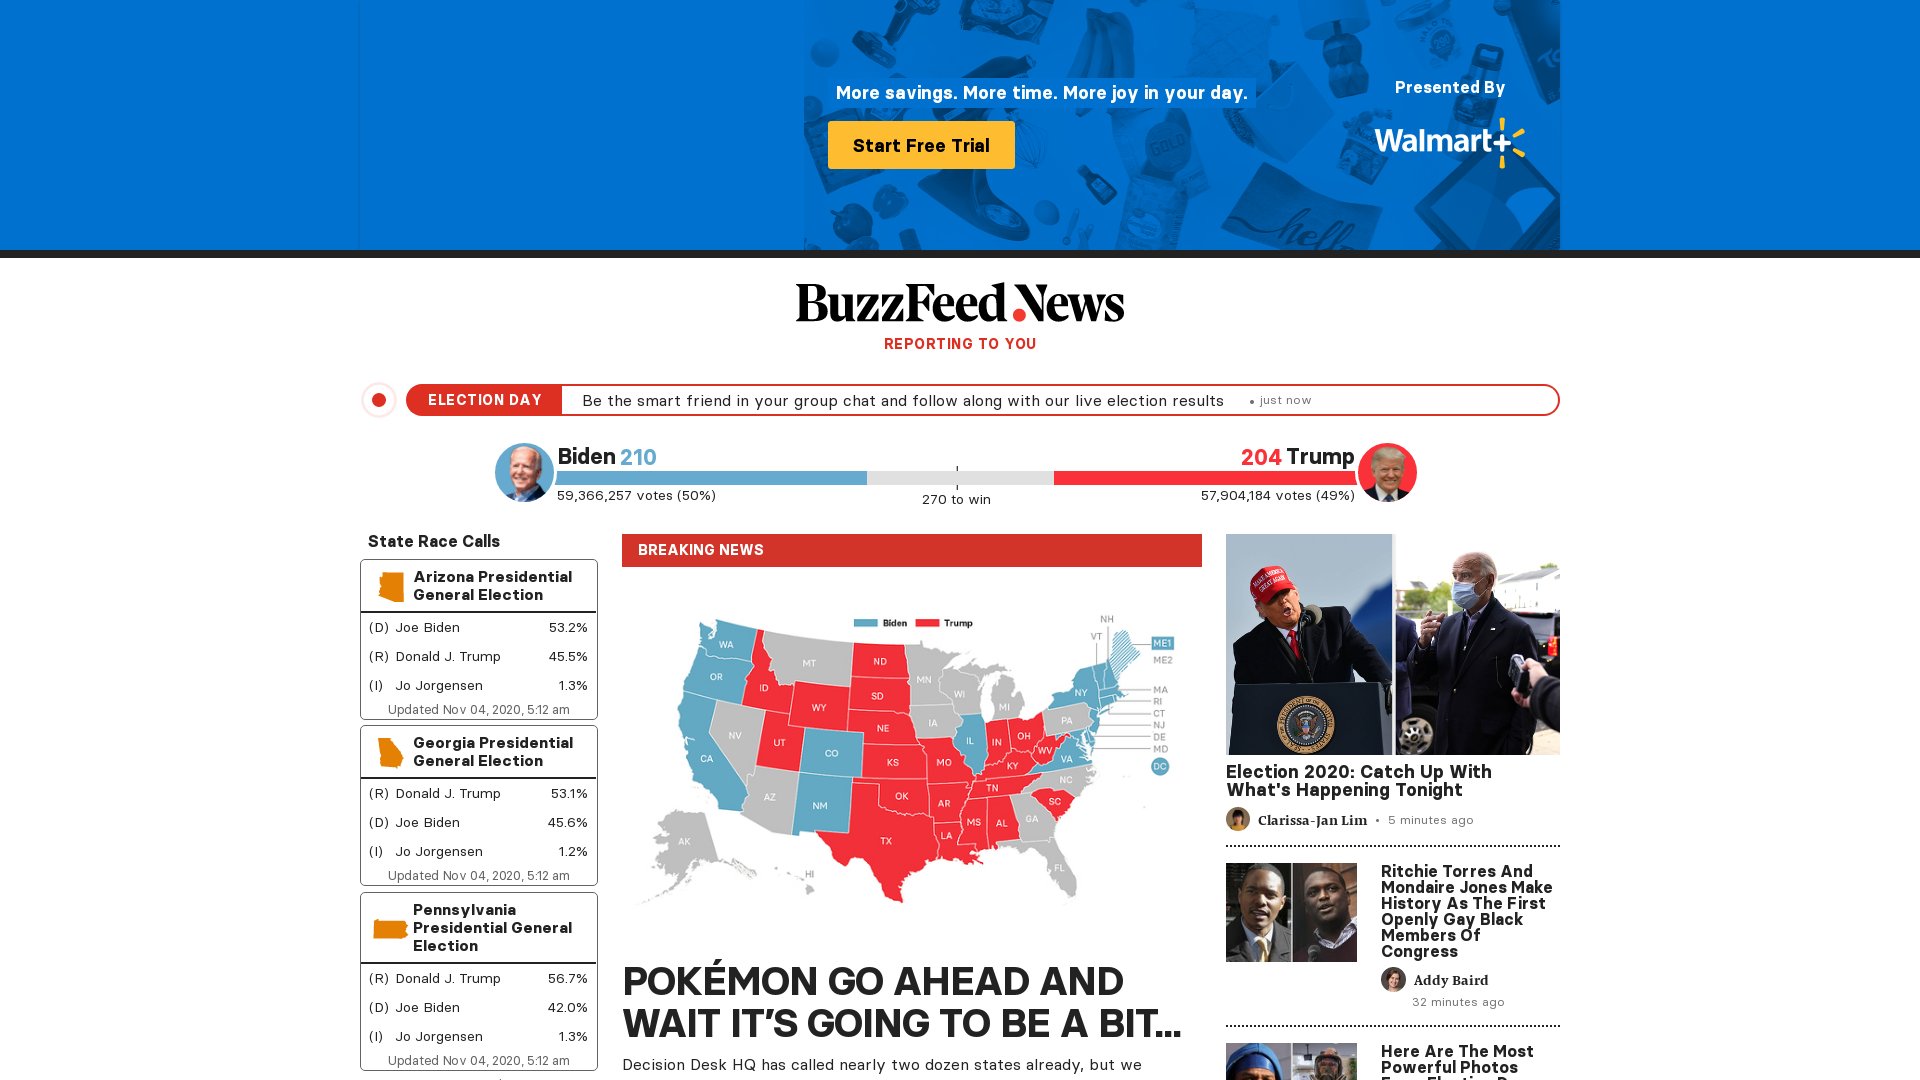 More savings. More time. More joy in your day.
Start Free Trial
Presented By
Walmart+
BuzzFeed News
REPORTING TO YOU
ELECTION DAY
Be the smart friend in your group chat and follow along with our live election results
• just now
Biden 210
204 Trump
59,366,257 votes (50%)
270 to win
57,904,184 votes (49%)
State Race Calls
Arizona Presidential
General Election
(D) Joe Biden 53.2%
(R) Donald J. Trump 45.5%
(I) Jo Jorgensen 1.3%
Updated Nov 04, 2020, 5:12 am
Georgia Presidential
General Election
(R) Donald J. Trump 53.1%
(D) Joe Biden 45.6%
(I) Jo Jorgensen 1.2%
Updated Nov 04, 2020, 5:12 am
Pennsylvania
Presidential General
Election
(R) Donald J. Trump 56.7%
(D) Joe Biden 42.0%
(I) Jo Jorgensen 1.3%
Updated Nov 04, 2020, 5:12 am
BREAKING NEWS
Biden Trump
NH
VT
WA
ME1
MT
ND
ME2
OR
ID
MN
SD
WI
NY
MA
WY
MI
RI
IA
PA
CT
NE
NJ
NV
UT
IL
IN
OH
DE
CO
WV
MD
CA
KS
MO
KY
VA
DC
NC
TN
AZ
NM
OK
AR
SC
MS
AL
GA
LA
TX
AK
HI
FL
POKÉMON GO AHEAD AND
WAIT IT’S GOING TO BE A BIT...
Decision Desk HQ has called nearly two dozen states already, but we
MAKE AMERICA
GREAT AGAIN
Election 2020: Catch Up With
What's Happening Tonight
Clarissa-Jan Lim • 5 minutes ago
Ritchie Torres And
Mondaire Jones Make
History As The First
Openly Gay Black
Members Of
Congress
Addy Baird
32 minutes ago
Here Are The Most
Powerful Photos
From Election Day